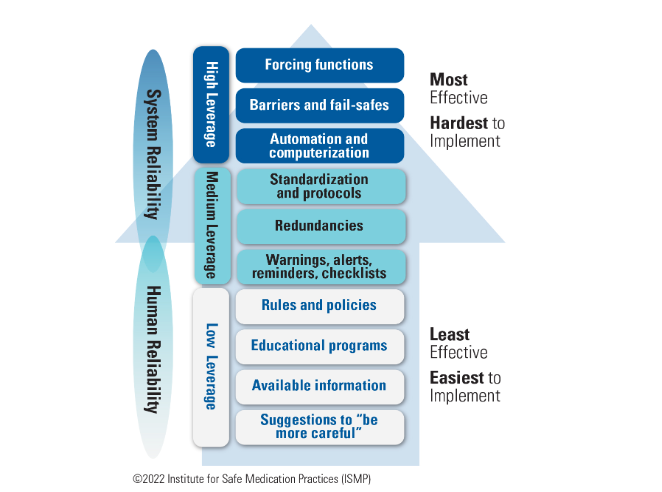 System Reliability
Human Reliability
High Leverage
Forcing functions
Barriers and fail-safes
Automation and
computerization
Medium Leverage
Standardization
and protocols
Redundancies
Warnings, alerts,
reminders, checklists
Low Leverage
Rules and policies
Educational programs
Available information
Suggestions to “be
more careful”
Most
Effective
Hardest to
Implement
Least
Effective
Easiest to
Implement
©2022 Institute for Safe Medication Practices (ISMP)